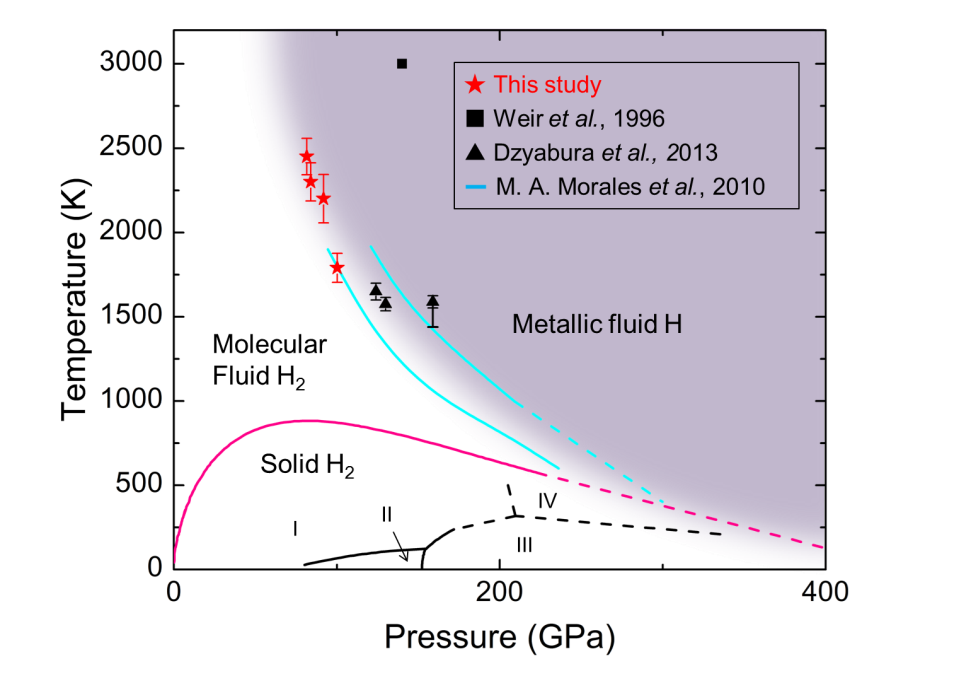 3000
2500
2000
1500
1000
500
0
Temperature (K)
This study
Weir et al., 1996
Dzyabura et al., 2013
M. A. Morales et al., 2010
Metallic fluid H
Molecular
Fluid H₂
Solid H₂
I
II
III
IV
0
200
400
Pressure (GPa)